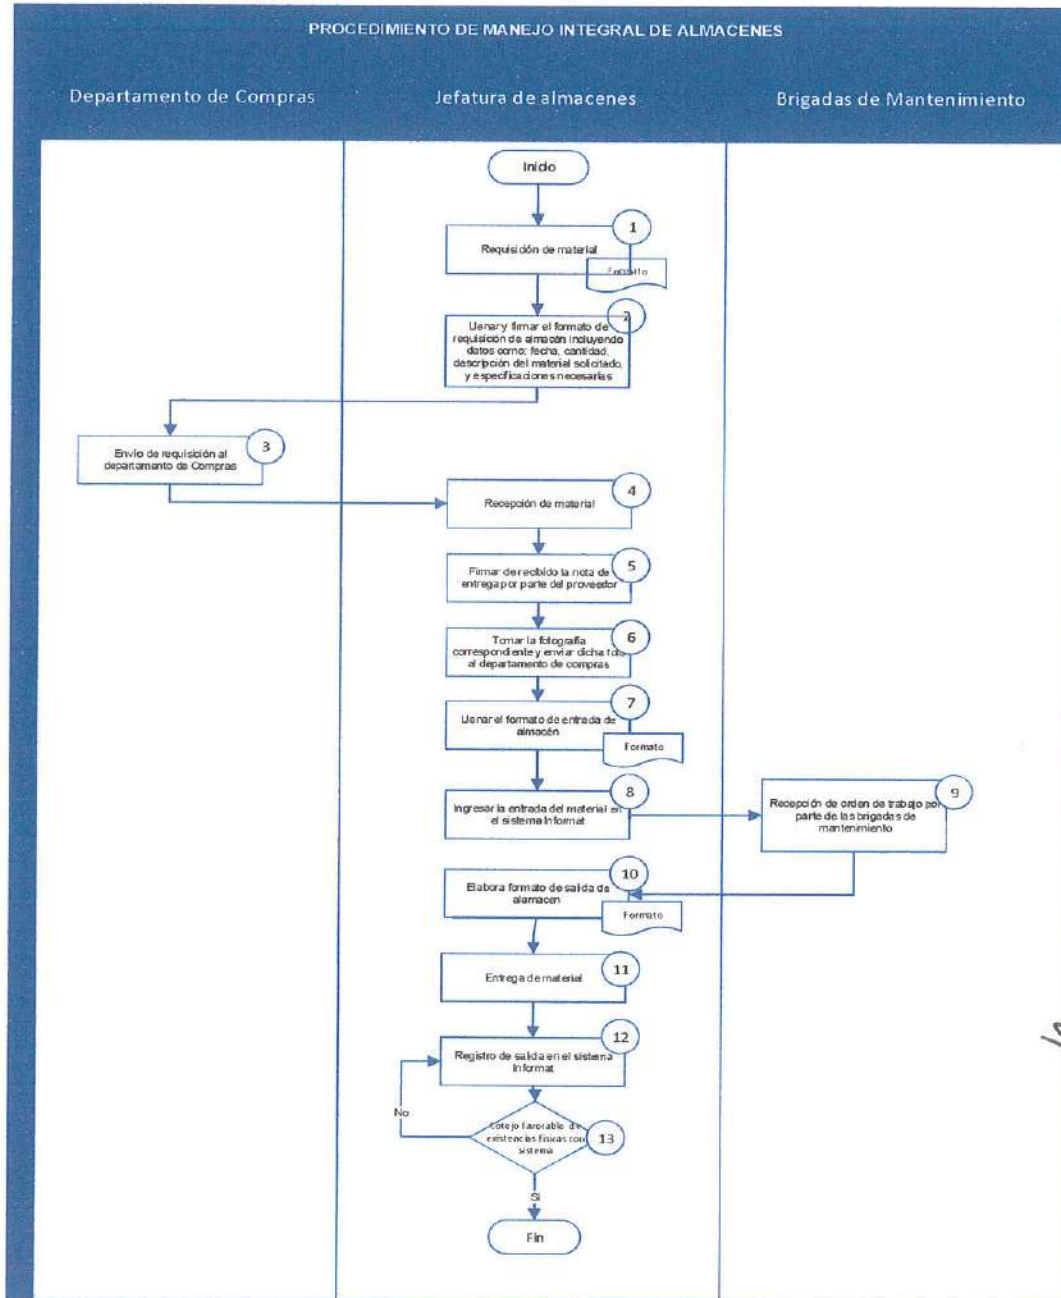 PROCEDIMIENTO DE MANEJO INTEGRAL DE ALMACENES
Departamento de Compras
Jefatura de almacenes
Brigadas de Mantenimiento
Inicio
1
Requisición de material
Formato
2
Llenar y firmar el formato de
requisición de almacén incluyendo
datos como: fecha, cantidad,
descripción del material solicitado,
y especificaciones necesarias
3
Envío de requisición al
departamento de Compras
4
Recepción de material
5
Firmar de recibido la nota de
entrega por parte del proveedor
6
Tomar la fotografía
correspondiente y enviar dicha foto
al departamento de compras
7
Llenar el formato de entrada de
almacén
Formato
8
Ingresar la entrada del material en
el sistema Informat
9
Recepción de orden de trabajo por
parte de las brigadas de
mantenimiento
10
Elabora formato de salida de
alamacen
Formato
11
Entrega de material
12
Registro de salida en el sistema
Informat
No
Cotejo favorable de
existencias físicas con
sistema
13
Si
Fin